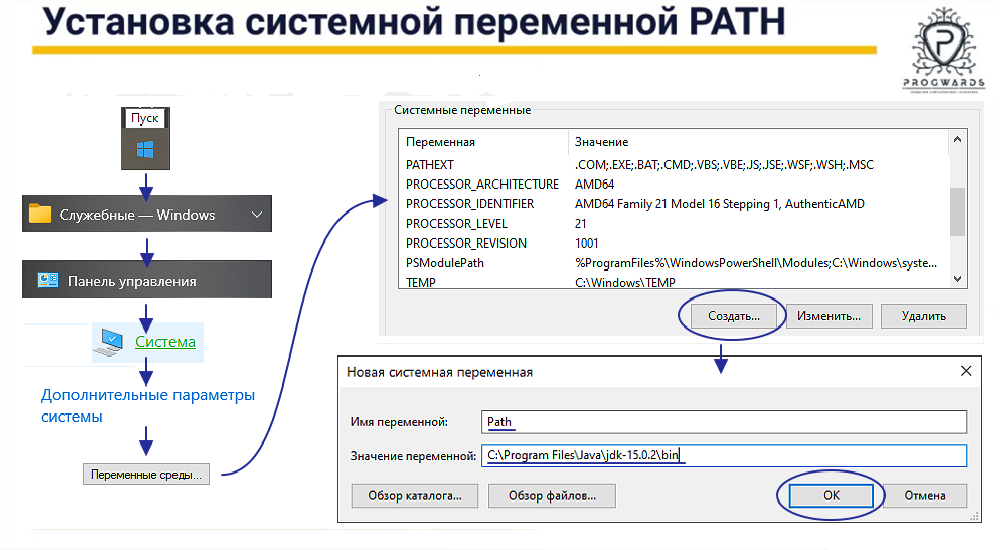 Установка системной переменной PATH
PROGWARDS
Пуск
Служебные — Windows
Панель управления
Система
Дополнительные параметры
системы
Переменные среды...
Системные переменные
Переменная Значение
PATHEXT .COM;.EXE;.BAT;.CMD;.VBS;.VBE;.JS;.JSE;.WSF;.WSH;.MSC
PROCESSOR_ARCHITECTURE AMD64
PROCESSOR_IDENTIFIER AMD64 Family 21 Model 16 Stepping 1, AuthenticAMD
PROCESSOR_LEVEL 21
PROCESSOR_REVISION 1001
PSModulePath %ProgramFiles%\WindowsPowerShell\Modules;C:\Windows\syste...
TEMP C:\Windows\TEMP
Создать... Изменить... Удалить
Новая системная переменная
Имя переменной: Path
Значение переменной: C:\Program Files\Java\jdk-15.0.2\bin
Обзор каталога... Обзор файлов... OK Отмена